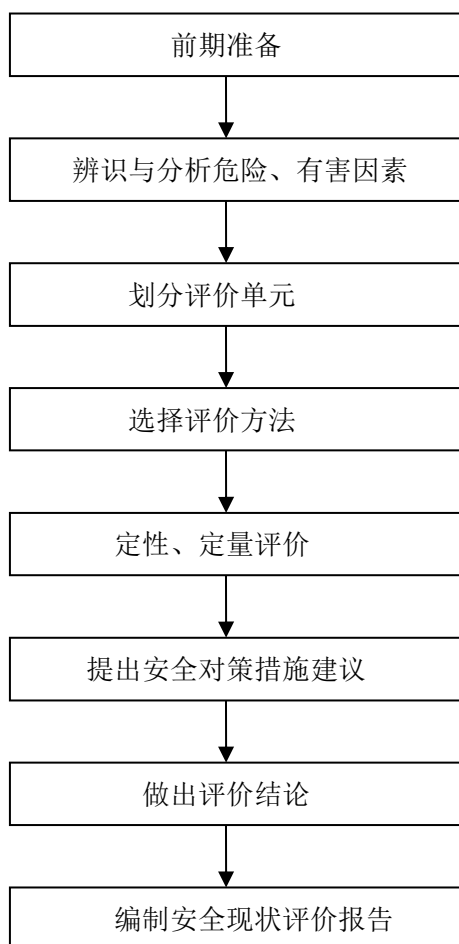 前期准备
辨识与分析危险、有害因素
划分评价单元
选择评价方法
定性、定量评价
提出安全对策措施建议
做出评价结论
编制安全现状评价报告